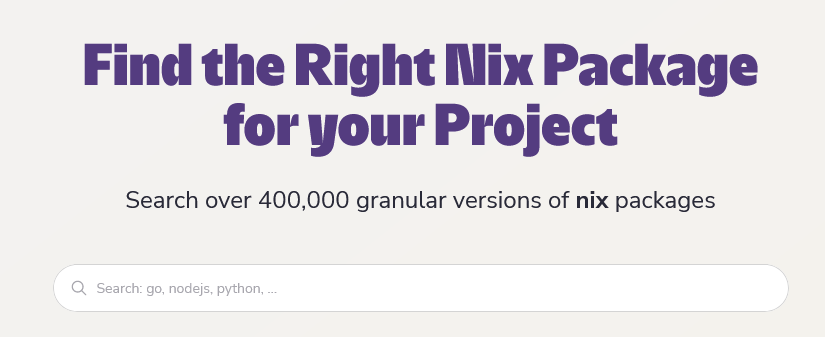 Find the Right Nix Package
for your Project
Search over 400,000 granular versions of nix packages
Search: go, nodejs, python, ...